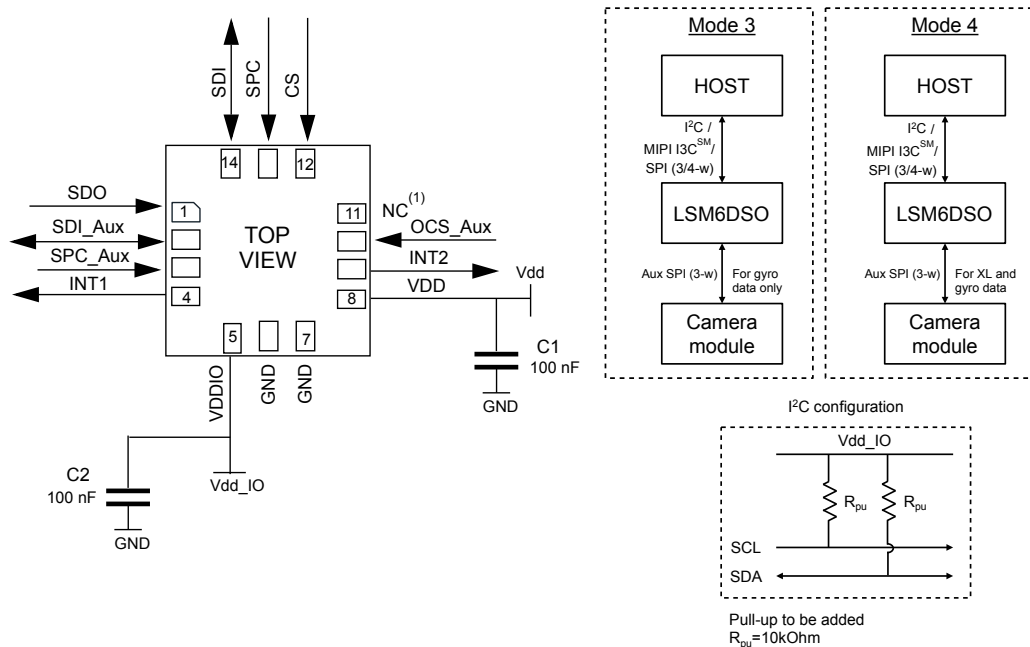 SDI
SPC
CS
14
12
SDO
1
SDI_Aux
SPC_Aux
INT1
4
TOP
VIEW
11
NC(1)
OCS_Aux
INT2
VDD
8
Vdd
5
7
VDDIO
GND
GND
C1
100 nF
GND
C2
100 nF
GND
Vdd_IO
Mode 3
HOST
I²C /
MIPI I3CSM/
SPI (3/4-w)
LSM6DSO
Aux SPI (3-w)
For gyro
data only
Camera
module
Mode 4
HOST
I²C /
MIPI I3CSM/
SPI (3/4-w)
LSM6DSO
Aux SPI (3-w)
For XL and
gyro data
Camera
module
I²C configuration
Vdd_IO
Rpu
Rpu
SCL
SDA
Pull-up to be added
Rpu=10kOhm